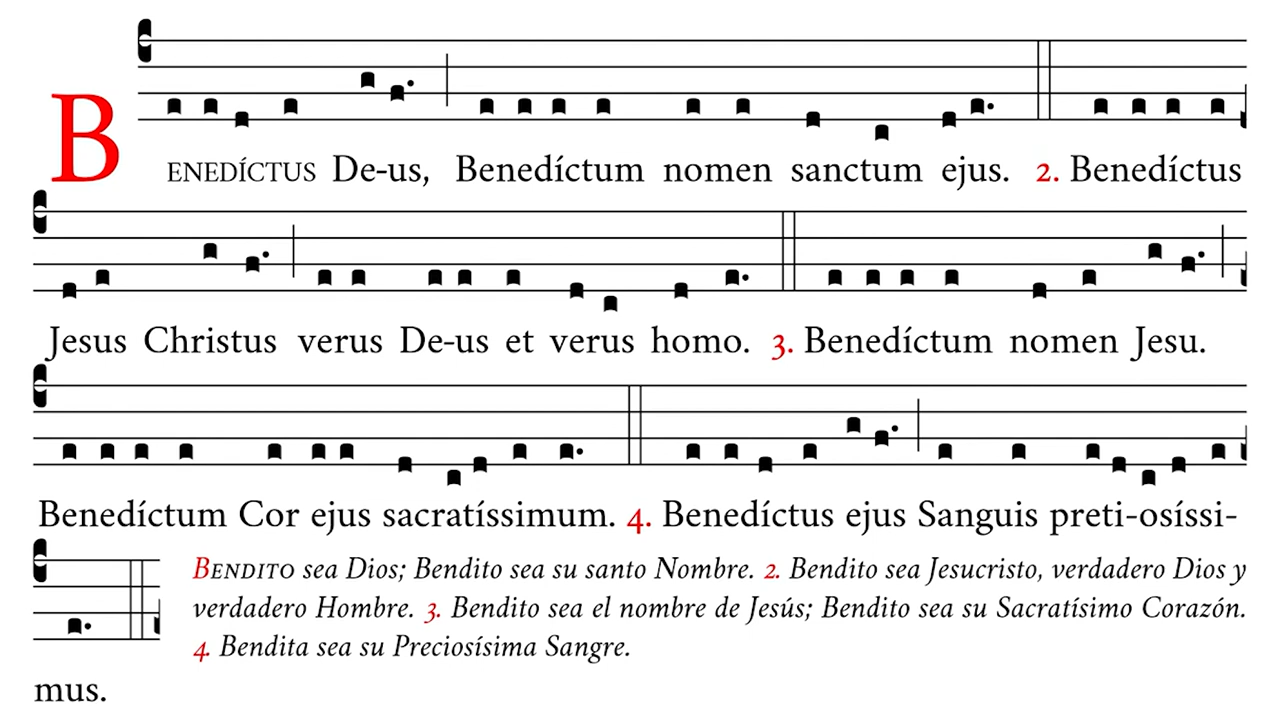 BENEDÍCTUS De-us, Benedíctum nomen sanctum ejus. 2. Benedíctus
Jesus Christus verus De-us et verus homo. 3. Benedíctum nomen Jesu.
Benedíctum Cor ejus sacratíssimum. 4. Benedíctus ejus Sanguis preti-osíssi-
mus.
BENDITO sea Dios; Bendito sea su santo Nombre. 2. Bendito sea Jesucristo, verdadero Dios y
verdadero Hombre. 3. Bendito sea el nombre de Jesús; Bendito sea su Sacratísimo Corazón.
4. Bendita sea su Preciosísima Sangre.